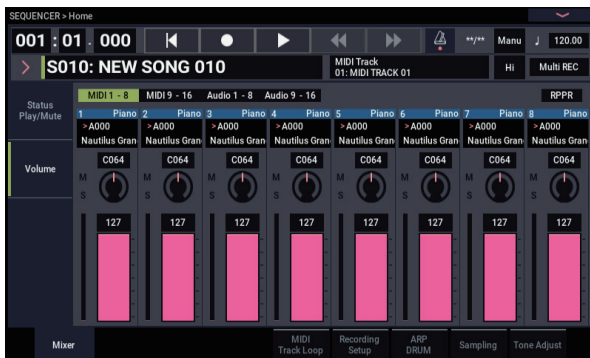 SEQUENCER > Home
001 : 01 . 000 **/** Manu ♩ 120.00
> S010: NEW SONG 010 MIDI Track 01: MIDI TRACK 01 Hi Multi REC
MIDI 1 - 8 MIDI 9 - 16 Audio 1 - 8 Audio 9 - 16 RPPR
Status Play/Mute
1 Piano 2 Piano 3 Piano 4 Piano 5 Piano 6 Piano 7 Piano 8 Piano
>A000 >A000 >A000 >A000 >A000 >A000 >A000 >A000
Nautilus Gran Nautilus Gran Nautilus Gran Nautilus Gran Nautilus Gran Nautilus Gran Nautilus Gran Nautilus Gran
Volume
C064 C064 C064 C064 C064 C064 C064 C064
M M M M M M M M
S S S S S S S S
127 127 127 127 127 127 127 127
Mixer MIDI Track Loop Recording Setup ARP DRUM Sampling Tone Adjust